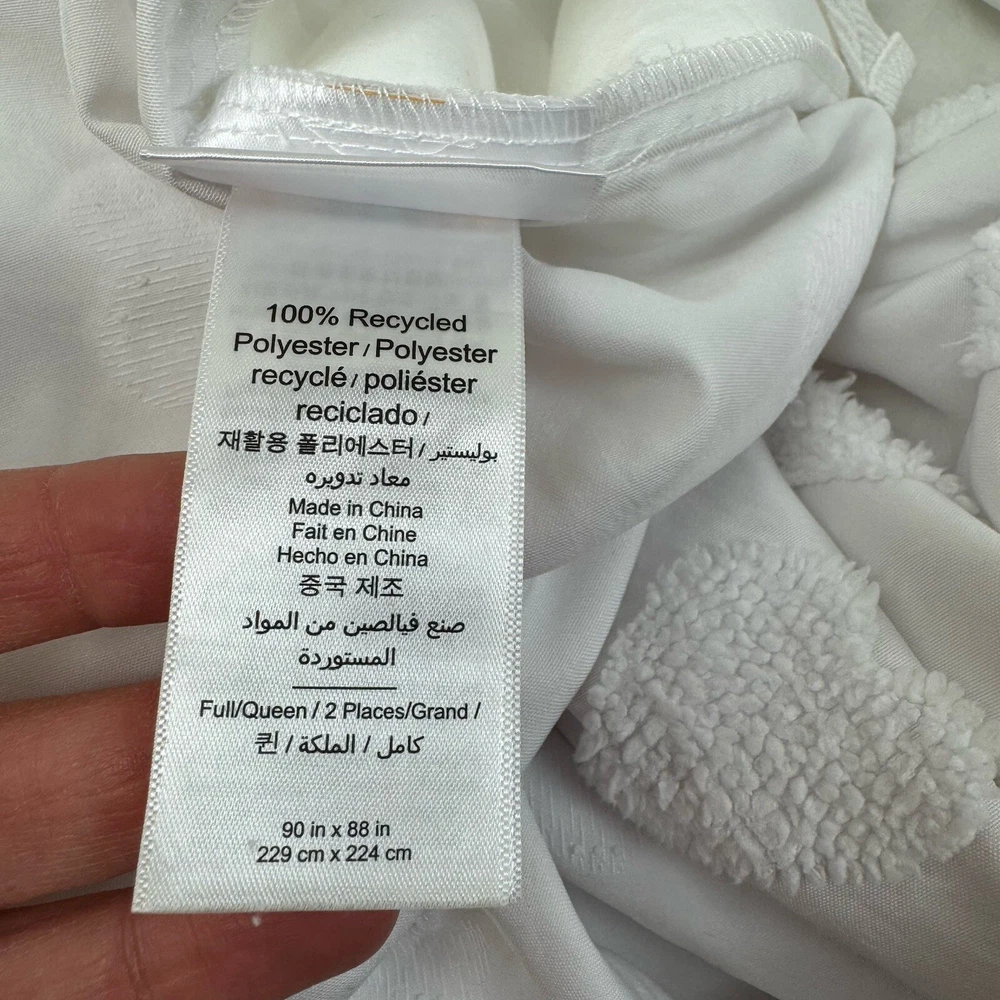 100% Recycled
Polyester / Polyester
recyclé / poliéster
reciclado /
재활용 폴리에스터 / بوليستير
معاد تدويره
Made in China
Fait en Chine
Hecho en China
중국 제조
صنع فيالصين من المواد
المستوردة
Full/Queen / 2 Places/Grand /
퀸 / كامل / الملكة
90 in x 88 in
229 cm x 224 cm